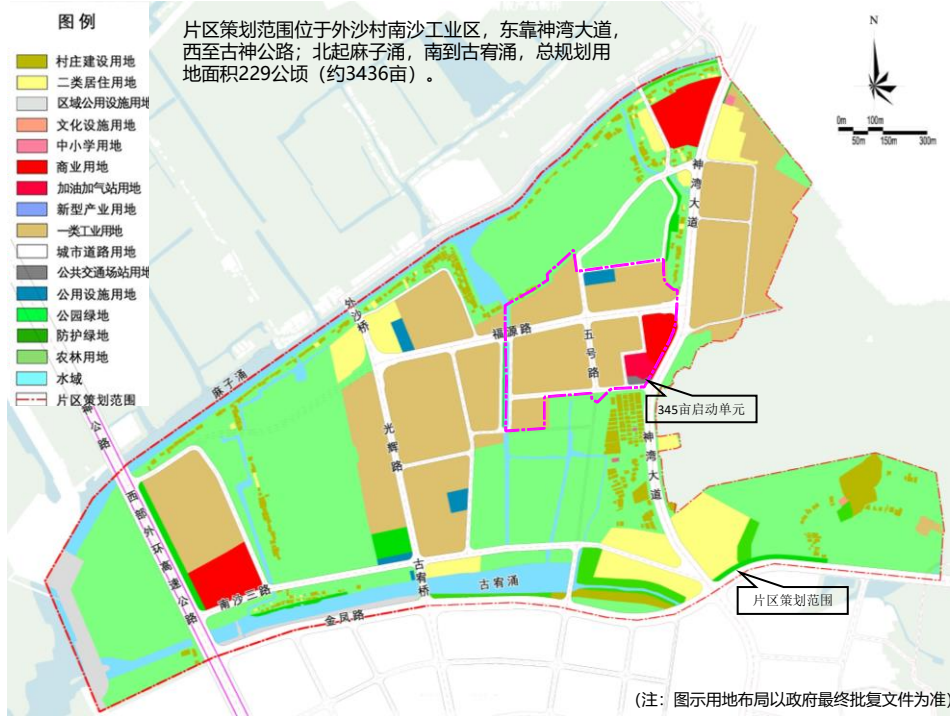 图例
村庄建设用地
二类居住用地
区域公用设施用地
文化设施用地
中小学用地
商业用地
加油加气站用地
新型产业用地
一类工业用地
城市道路用地
公共交通场站用地
公用设施用地
公园绿地
防护绿地
农林用地
水域
片区策划范围
片区策划范围位于外沙村南沙工业区，东靠神湾大道，
西至古神公路；北起麻子涌，南到古宥涌，总规划用
地面积229公顷（约3436亩）。
N
0m 100m
50m 150m 300m
神湾大道
外沙桥
福源路
五号路
麻子涌
345亩启动单元
神公路
光辉路
神湾大道
西部外环高速公路
古宥桥
古宥涌
南沙三路
金凤路
片区策划范围
(注：图示用地布局以政府最终批复文件为准)